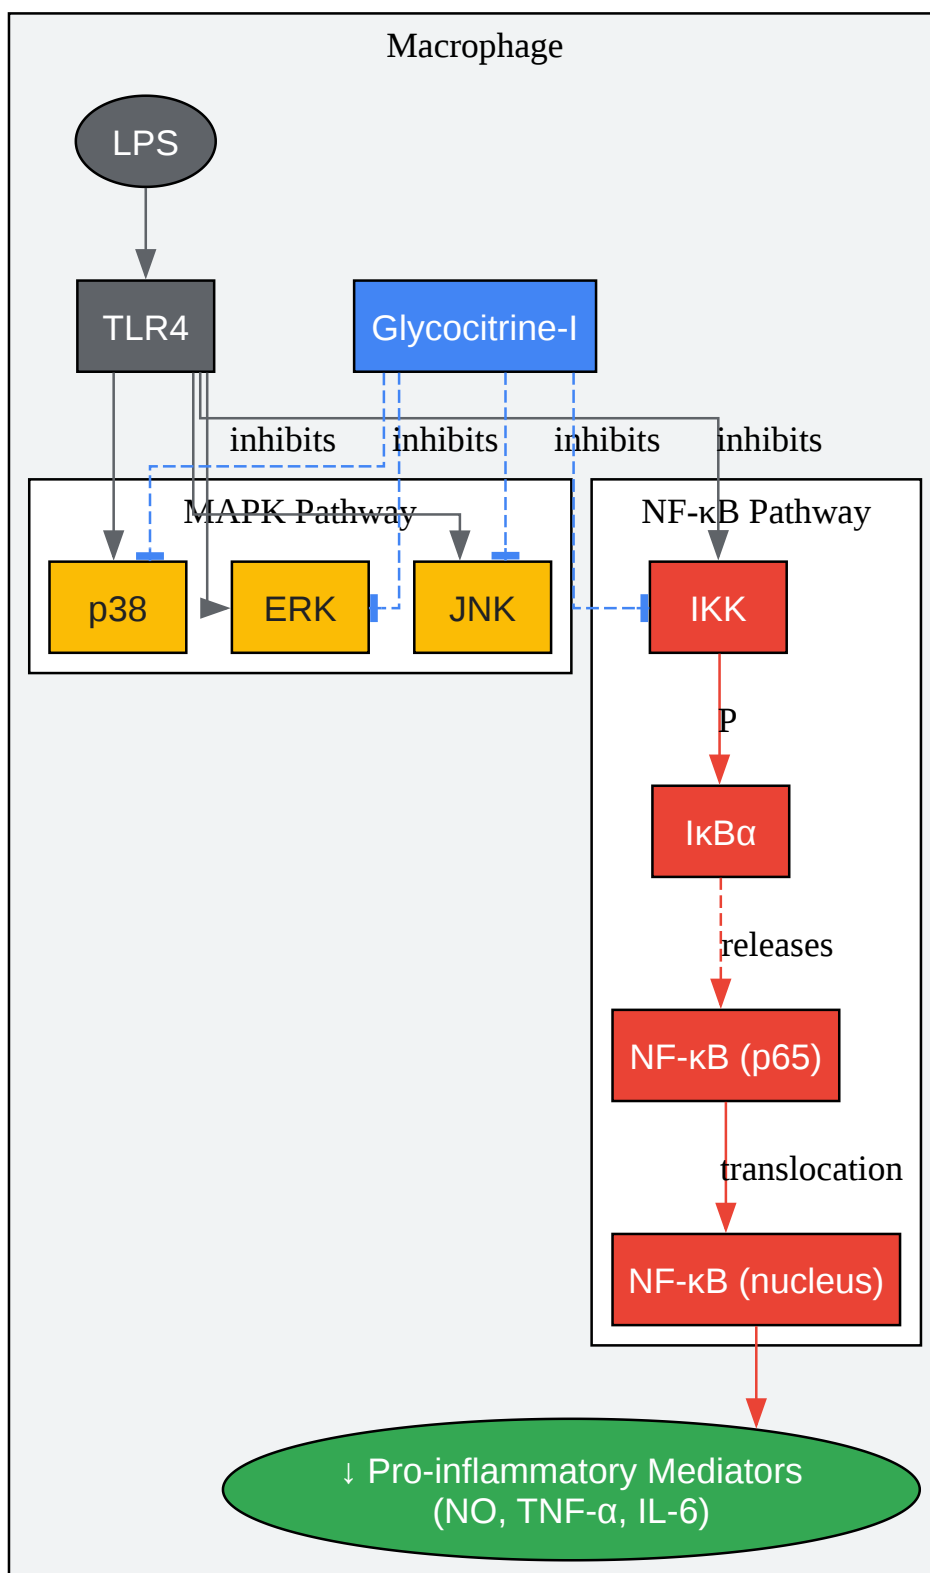 Macrophage
LPS
TLR4
Glycocitrine-I
inhibits
inhibits
inhibits
inhibits
MAPK Pathway
NF-κB Pathway
p38
ERK
JNK
IKK
P
IκBα
releases
NF-κB (p65)
translocation
NF-κB (nucleus)
↓ Pro-inflammatory Mediators
(NO, TNF-α, IL-6)